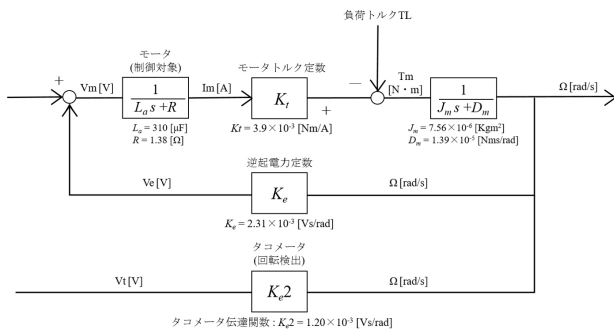 負荷トルクTL
モータ
(制御対象)
モータトルク定数
+
Vm [V]
1
L_a s +R
Im [A]
K_t
+
−
Tm
[N・m]
1
J_m s +D_m
Ω [rad/s]
L_a = 310 [μF]
R = 1.38 [Ω]
Kt = 3.9×10⁻³ [Nm/A]
J_m = 7.56×10⁻⁶ [Kgm²]
D_m = 1.39×10⁻⁵ [Nms/rad]
逆起電力定数
Ve [V]
K_e
Ω [rad/s]
K_e = 2.31×10⁻³ [Vs/rad]
タコメータ
(回転検出)
Vt [V]
K_e2
Ω [rad/s]
タコメータ伝達関数 : K_e2 = 1.20×10⁻³ [Vs/rad]